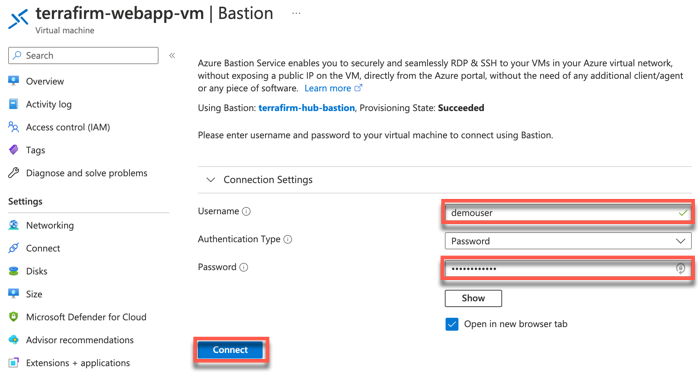 terrafirm-webapp-vm | Bastion ...
Virtual machine
Search
«
Overview
Activity log
Access control (IAM)
Tags
Diagnose and solve problems
Settings
Networking
Connect
Disks
Size
Microsoft Defender for Cloud
Advisor recommendations
Extensions + applications
Azure Bastion Service enables you to securely and seamlessly RDP & SSH to your VMs in your Azure virtual network,
without exposing a public IP on the VM, directly from the Azure portal, without the need of any additional client/agent
or any piece of software. Learn more
Using Bastion: terrafirm-hub-bastion, Provisioning State: Succeeded
Please enter username and password to your virtual machine to connect using Bastion.
Connection Settings
Username
demouser
Authentication Type
Password
Password
••••••••••••
Show
Open in new browser tab
Connect